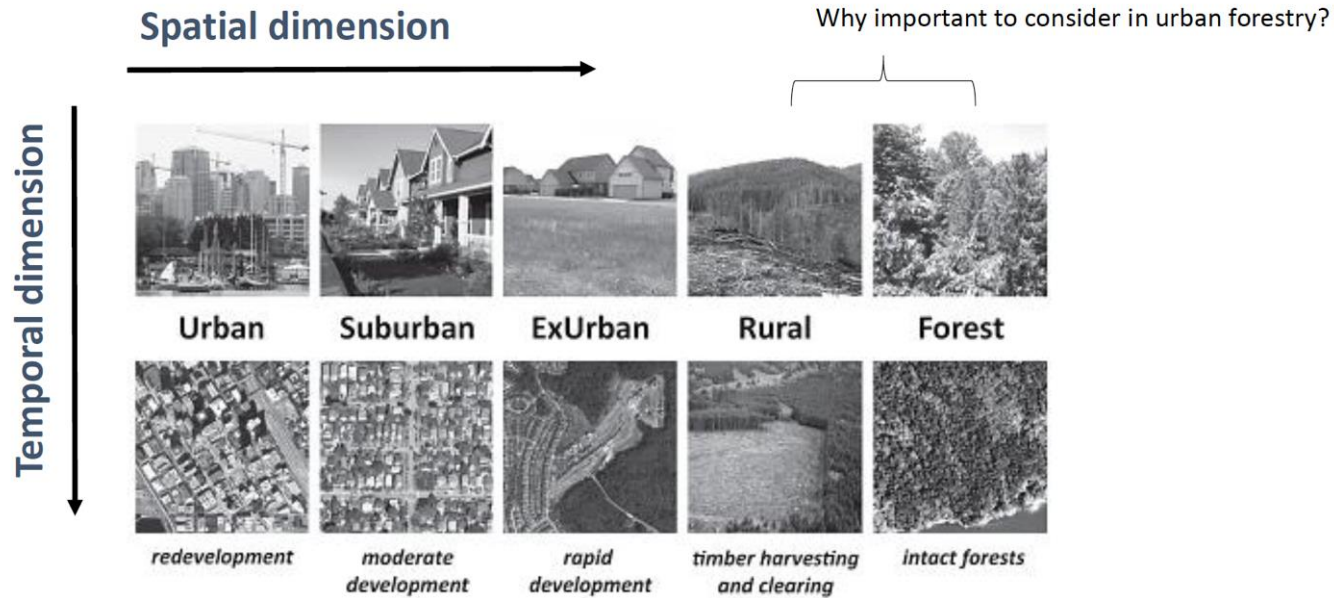 Spatial dimension
Why important to consider in urban forestry?
Temporal dimension
Urban
Suburban
ExUrban
Rural
Forest
redevelopment
moderate
development
rapid
development
timber harvesting
and clearing
intact forests